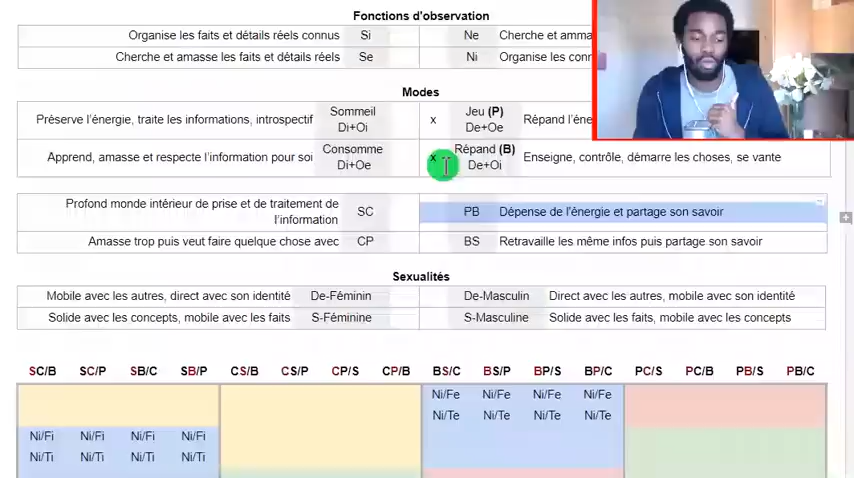 Fonctions d'observation
Organise les faits et détails réels connus Si Ne Cherche et amma
Cherche et amasse les faits et détails réels Se Ni Organise les conr
Modes
Préserve l'énergie, traite les informations, introspectif Sommeil Di+Oi x Jeu (P) De+Oe Répand l'éne
Apprend, amasse et respecte l'information pour soi Consomme Di+Oe x Répand (B) De+Oi Enseigne, contrôle, démarre les choses, se vante
Profond monde intérieur de prise et de traitement de
l'information SC PB Dépense de l'énergie et partage son savoir
Amasse trop puis veut faire quelque chose avec CP BS Retravaille les même infos puis partage son savoir
Sexualités
Mobile avec les autres, direct avec son identité De-Féminin De-Masculin Direct avec les autres, mobile avec son identité
Solide avec les concepts, mobile avec les faits S-Féminine S-Masculine Solide avec les faits, mobile avec les concepts
SC/B SC/P SB/C SB/P CS/B CS/P CP/S CP/B BS/C BS/P BP/S BP/C PC/S PC/B PB/S PB/C
Ni/Fe Ni/Fe Ni/Fe Ni/Fe
Ni/Te Ni/Te Ni/Te Ni/Te
Ni/Fi Ni/Fi Ni/Fi Ni/Fi
Ni/Ti Ni/Ti Ni/Ti Ni/Ti